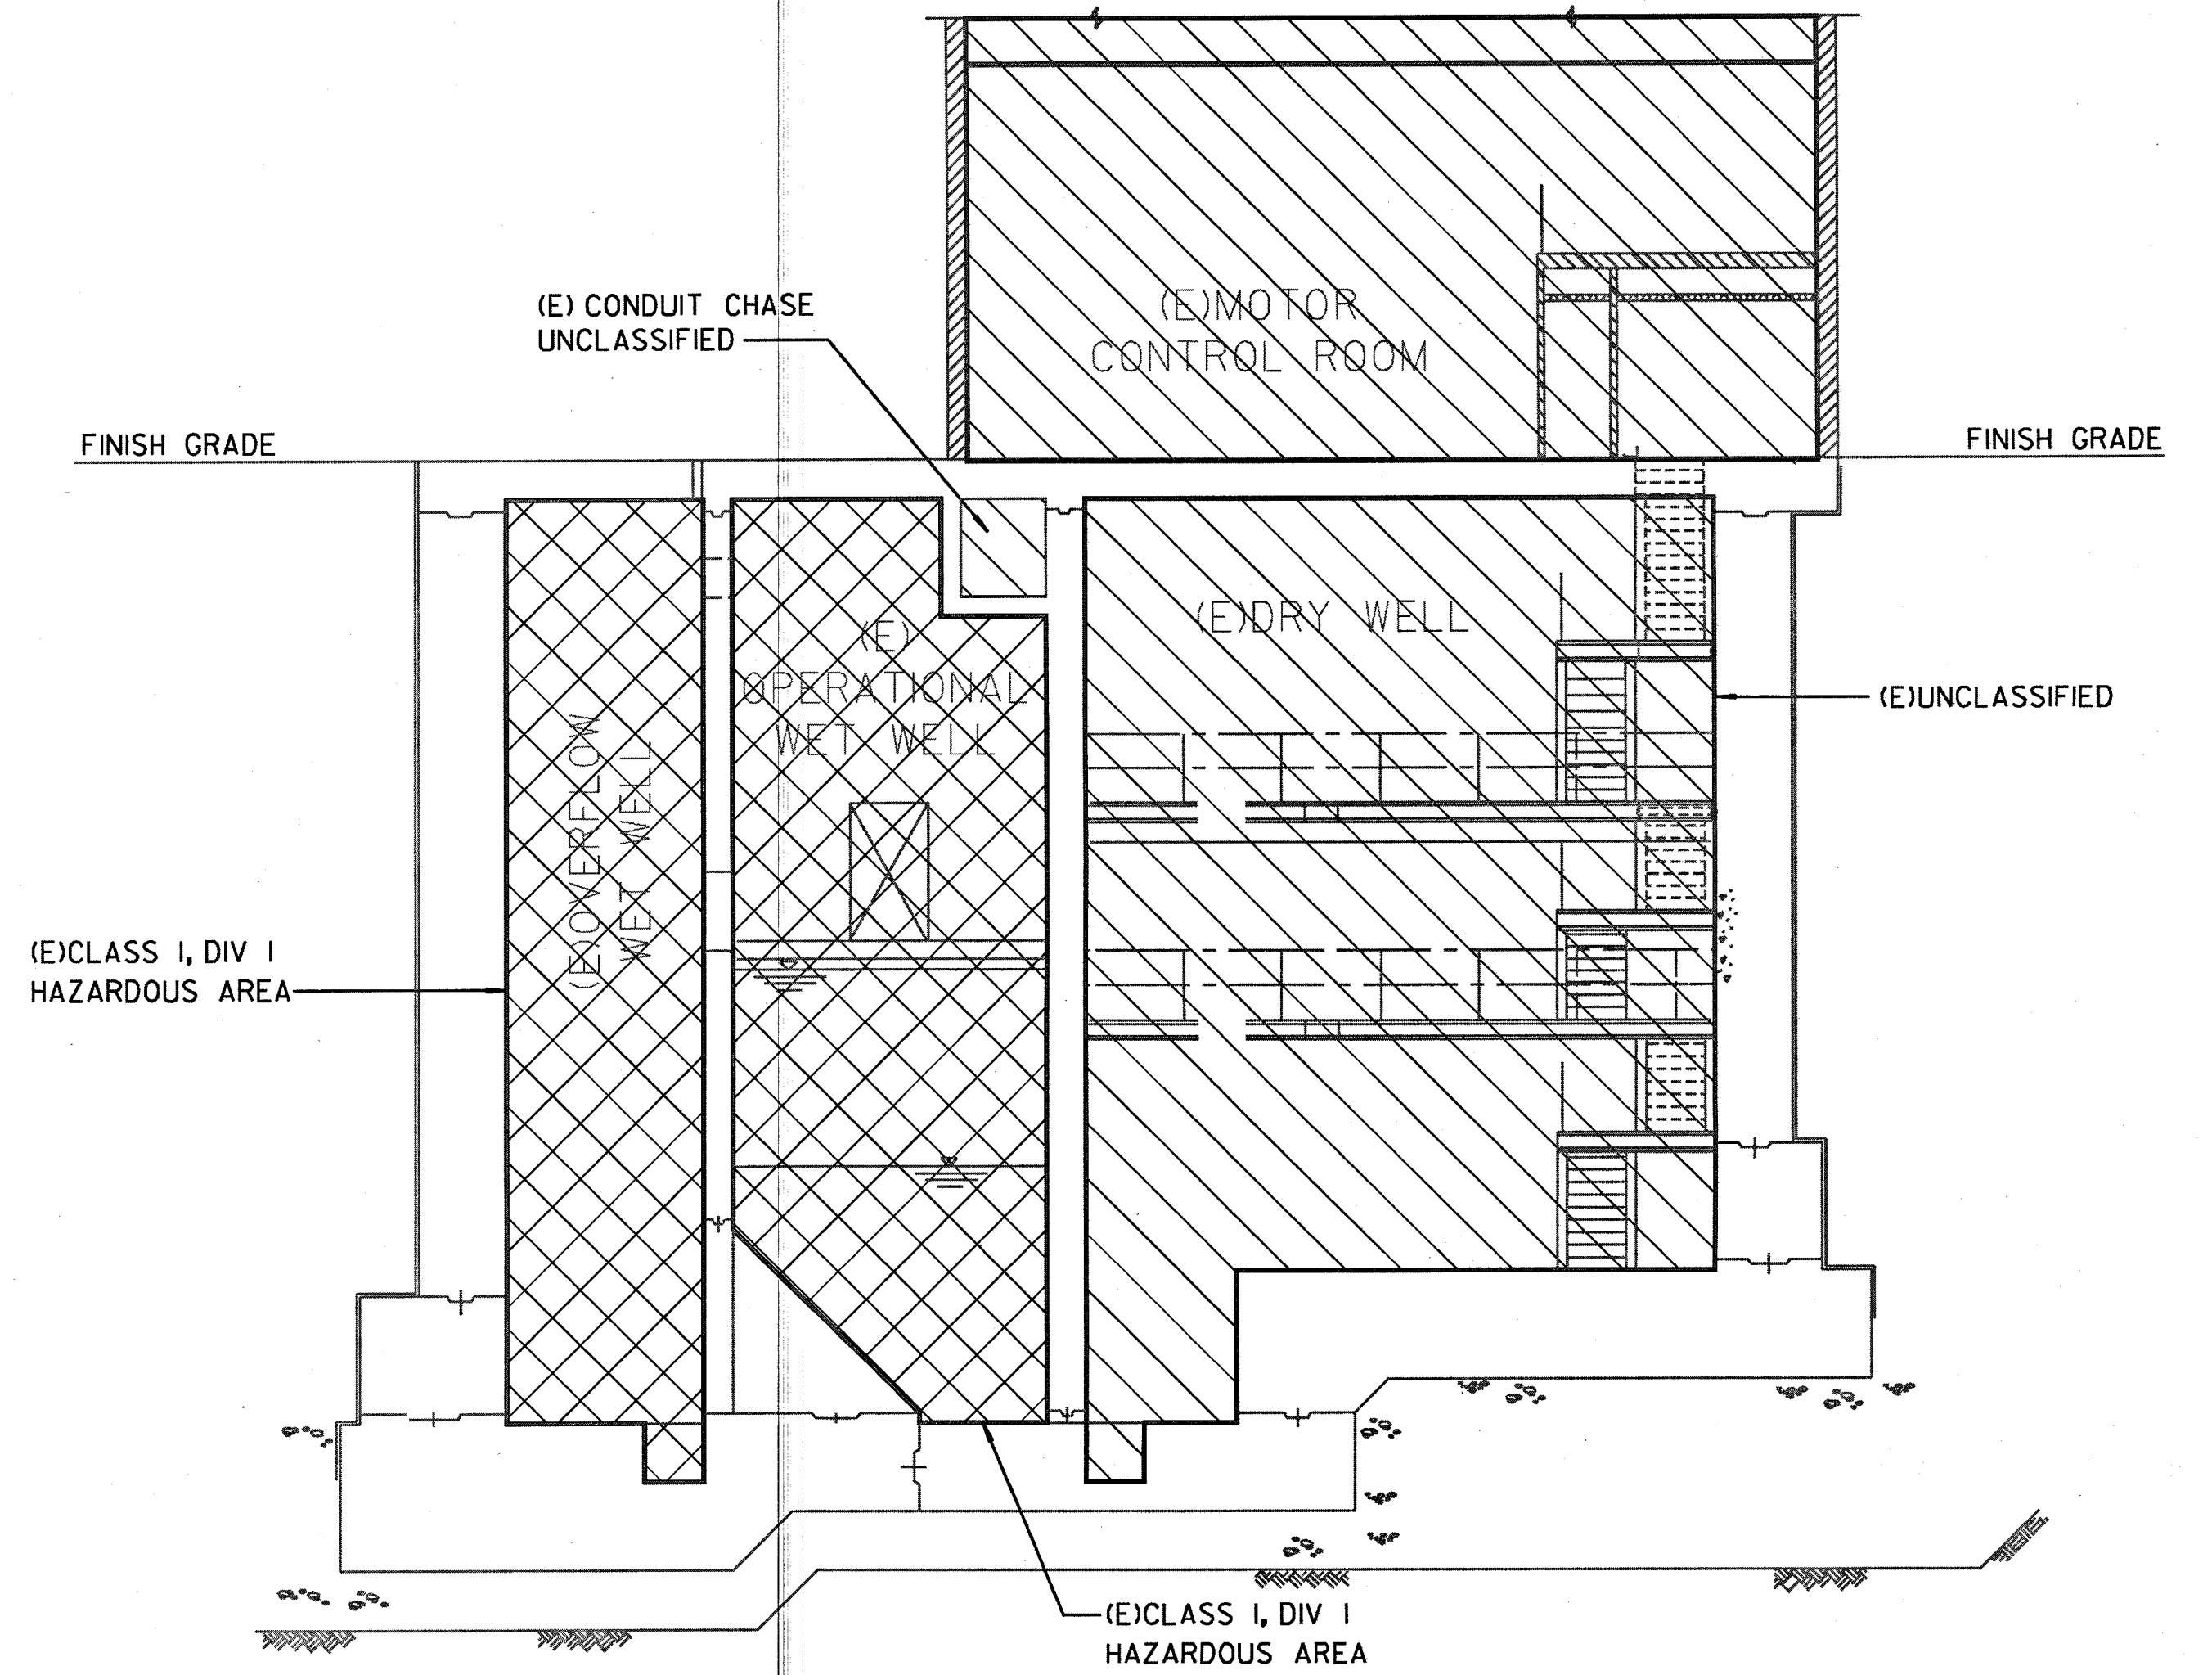 (E)MOTOR
CONTROL ROOM
(E) CONDUIT CHASE
UNCLASSIFIED
FINISH GRADE
FINISH GRADE
(E)DRY WELL
(E)
OPERATIONAL
WET WELL
(E)OVERFLOW
WET WELL
(E)UNCLASSIFIED
(E)CLASS I, DIV I
HAZARDOUS AREA
(E)CLASS I, DIV I
HAZARDOUS AREA